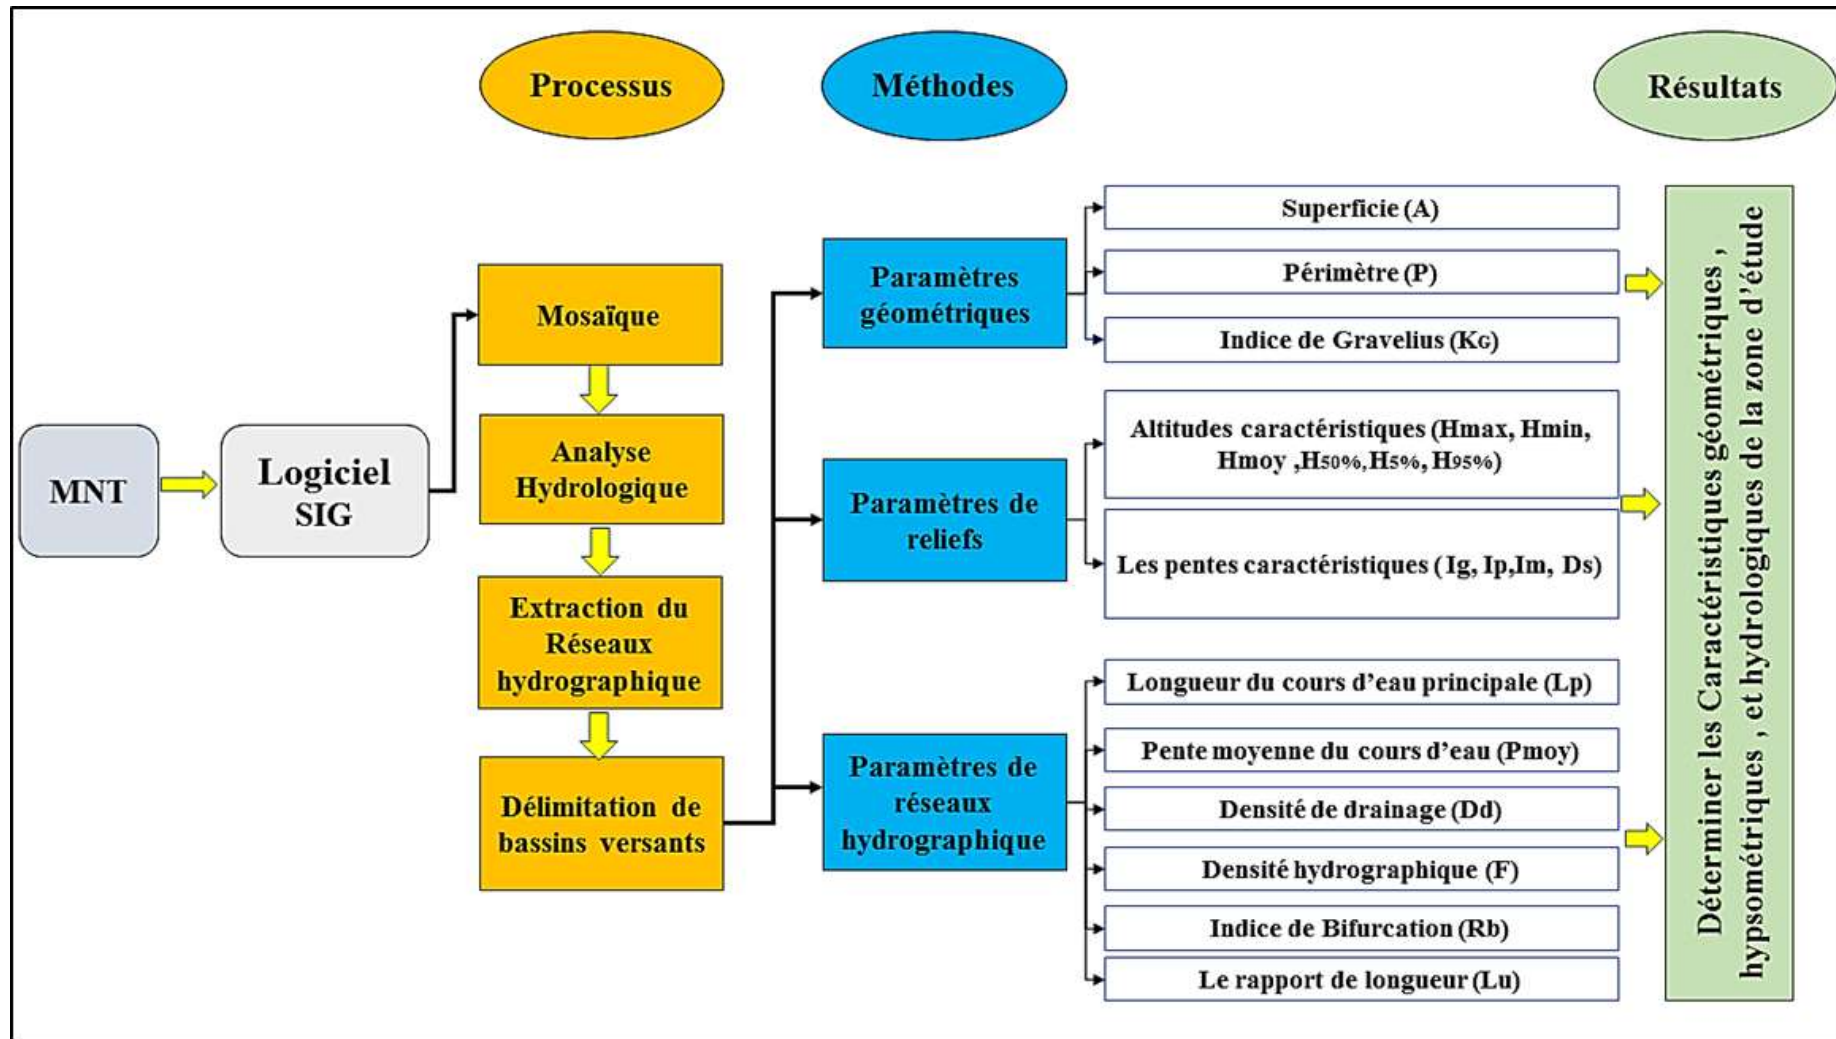 Processus
Méthodes
Résultats
MNT
Logiciel
SIG
Mosaïque
Analyse
Hydrologique
Extraction du
Réseaux
hydrographique
Délimitation de
bassins versants
Paramètres
géométriques
Superficie (A)
Périmètre (P)
Indice de Gravelius (KG)
Paramètres de
reliefs
Altitudes caractéristiques (Hmax, Hmin,
Hmoy ,H50%,H5%, H95%)
Les pentes caractéristiques ( Ig, Ip,Im, Ds)
Paramètres de
réseaux
hydrographique
Longueur du cours d’eau principale (Lp)
Pente moyenne du cours d’eau (Pmoy)
Densité de drainage (Dd)
Densité hydrographique (F)
Indice de Bifurcation (Rb)
Le rapport de longueur (Lu)
Déterminer les Caractéristiques géométriques ,
hypsométriques , et hydrologiques de la zone d’étude